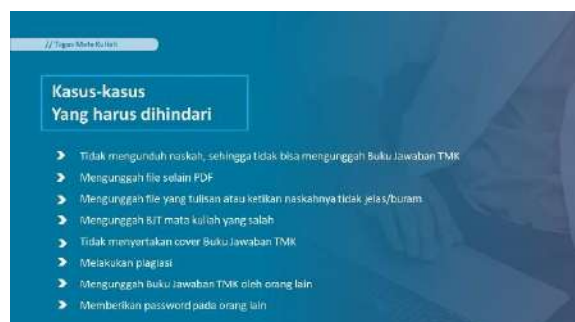 // Tugas Mata Kuliah
Kasus-kasus
Yang harus dihindari
Tidak mengunduh naskah, sehingga tidak bisa mengunggah Buku Jawaban TMK
Mengunggah file selain PDF
Mengunggah file yang tulisan atau ketikan naskahnya tidak jelas/buram
Mengunggah BJT mata kuliah yang salah
Tidak menyertakan cover Buku Jawaban TMK
Melakukan plagiasi
Mengunggah Buku Jawaban TMK oleh orang lain
Memberikan password pada orang lain